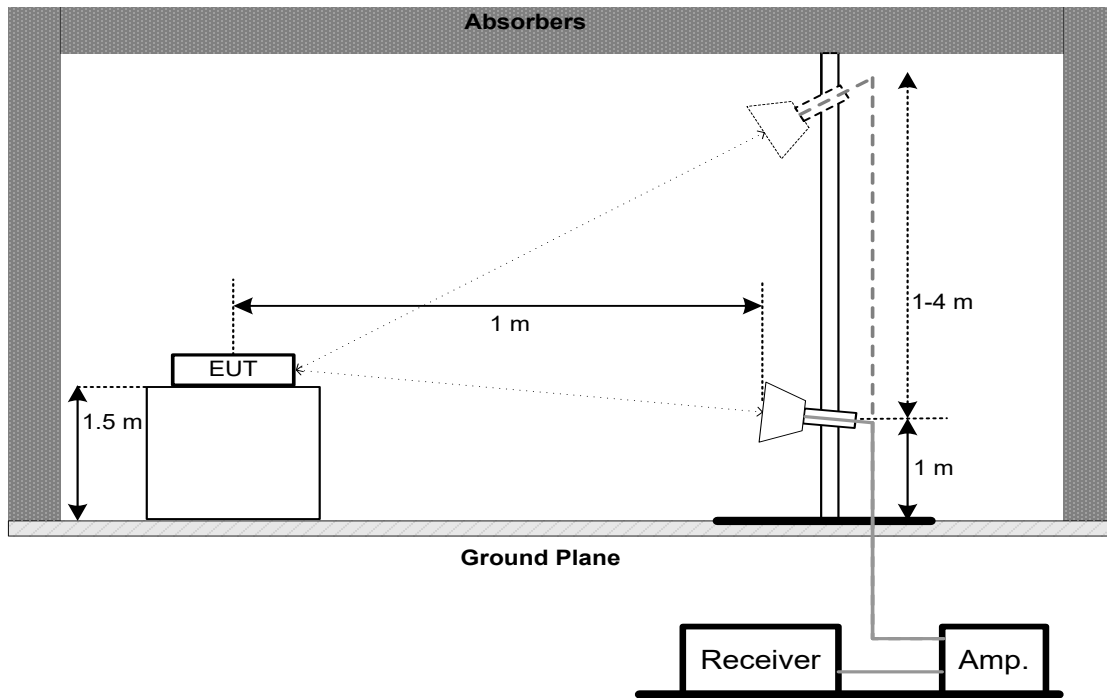 Absorbers
1-4 m
1 m
EUT
1.5 m
1 m
Ground Plane
Receiver
Amp.